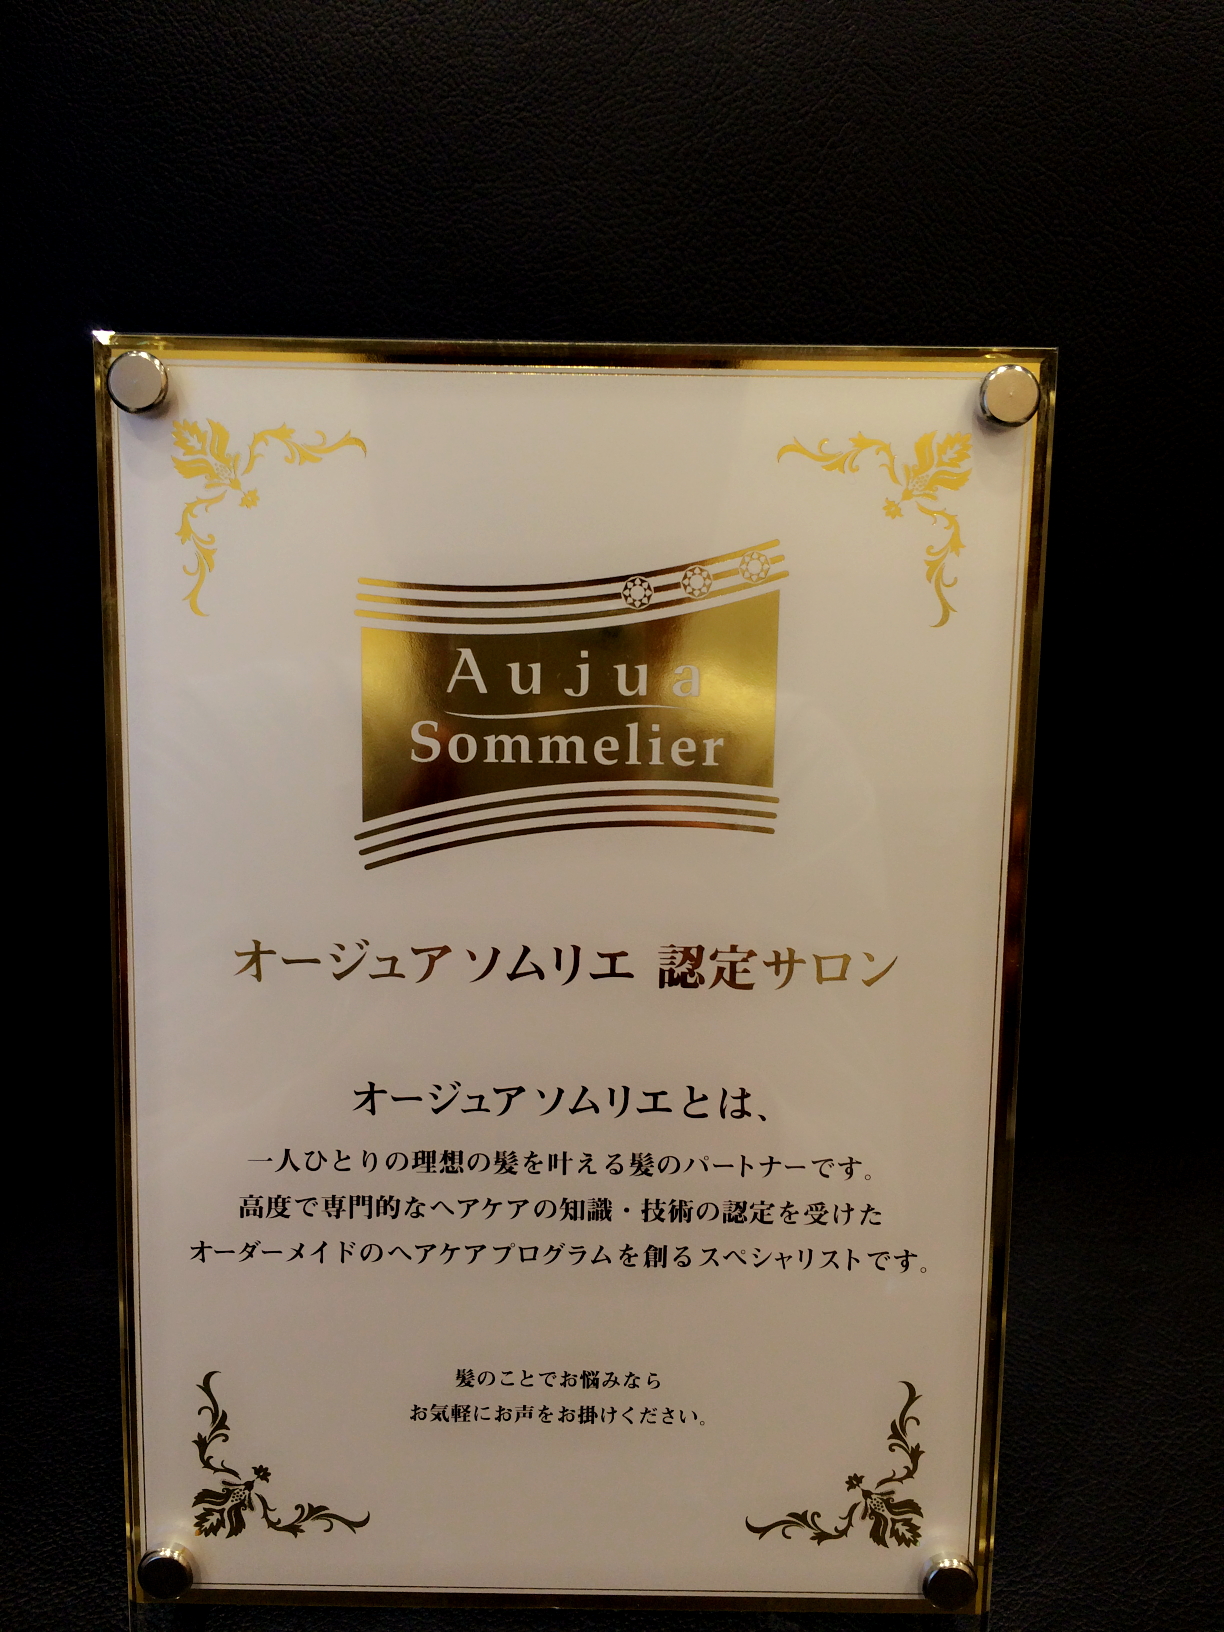 Aujua
Sommelier
オージュア ソムリエ 認定サロン
オージュア ソムリエとは、
一人ひとりの理想の髪を叶える髪のパートナーです。
高度で専門的なヘアケアの知識・技術の認定を受けた
オーダーメイドのヘアケアプログラムを創るスペシャリストです。
髪のことでお悩みなら
お気軽にお声をお掛けください。